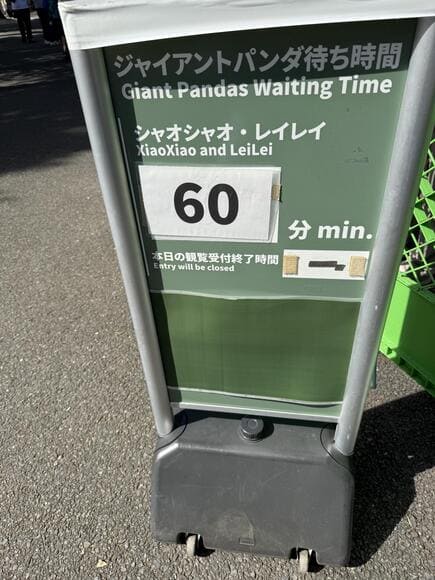 ジャイアントパンダ待ち時間
Giant Pandas Waiting Time
シャオシャオ・レイレイ
XiaoXiao and LeiLei
60
分 min.
本日の観覧受付終了時間
Entry will be closed